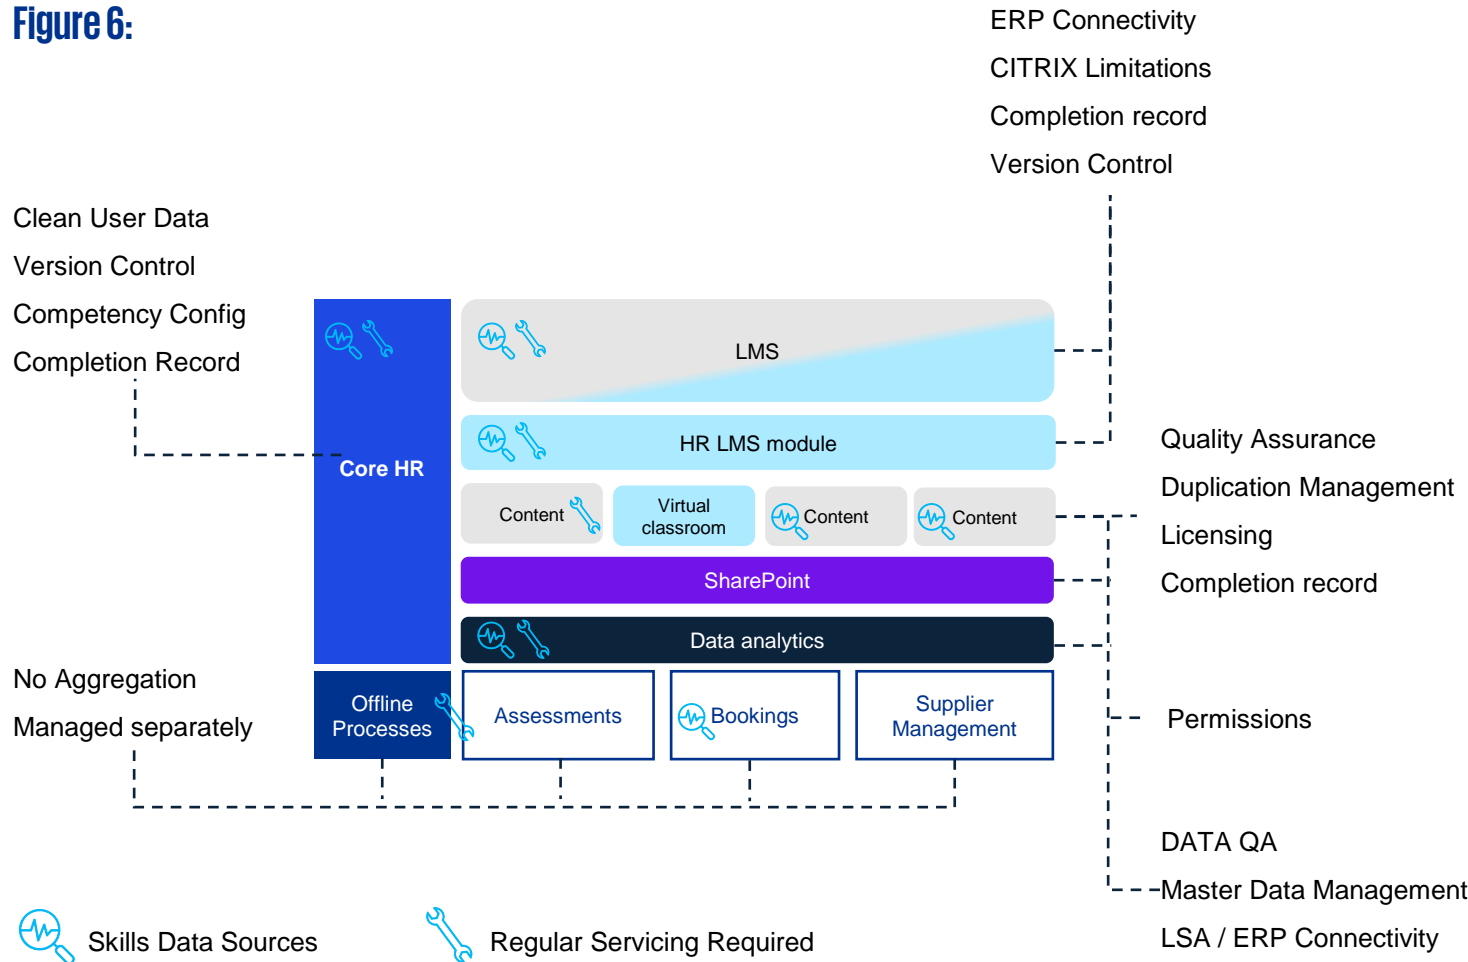 Figure 6:
ERP Connectivity
CITRIX Limitations
Completion record
Version Control
Clean User Data
Version Control
Competency Config
Completion Record
LMS
HR LMS module
Core HR
Content
Virtual
classroom
Content
Content
SharePoint
Data analytics
Quality Assurance
Duplication Management
Licensing
Completion record
No Aggregation
Managed separately
Offline
Processes
Assessments
Bookings
Supplier
Management
Permissions
DATA QA
Master Data Management
LSA / ERP Connectivity
Skills Data Sources
Regular Servicing Required